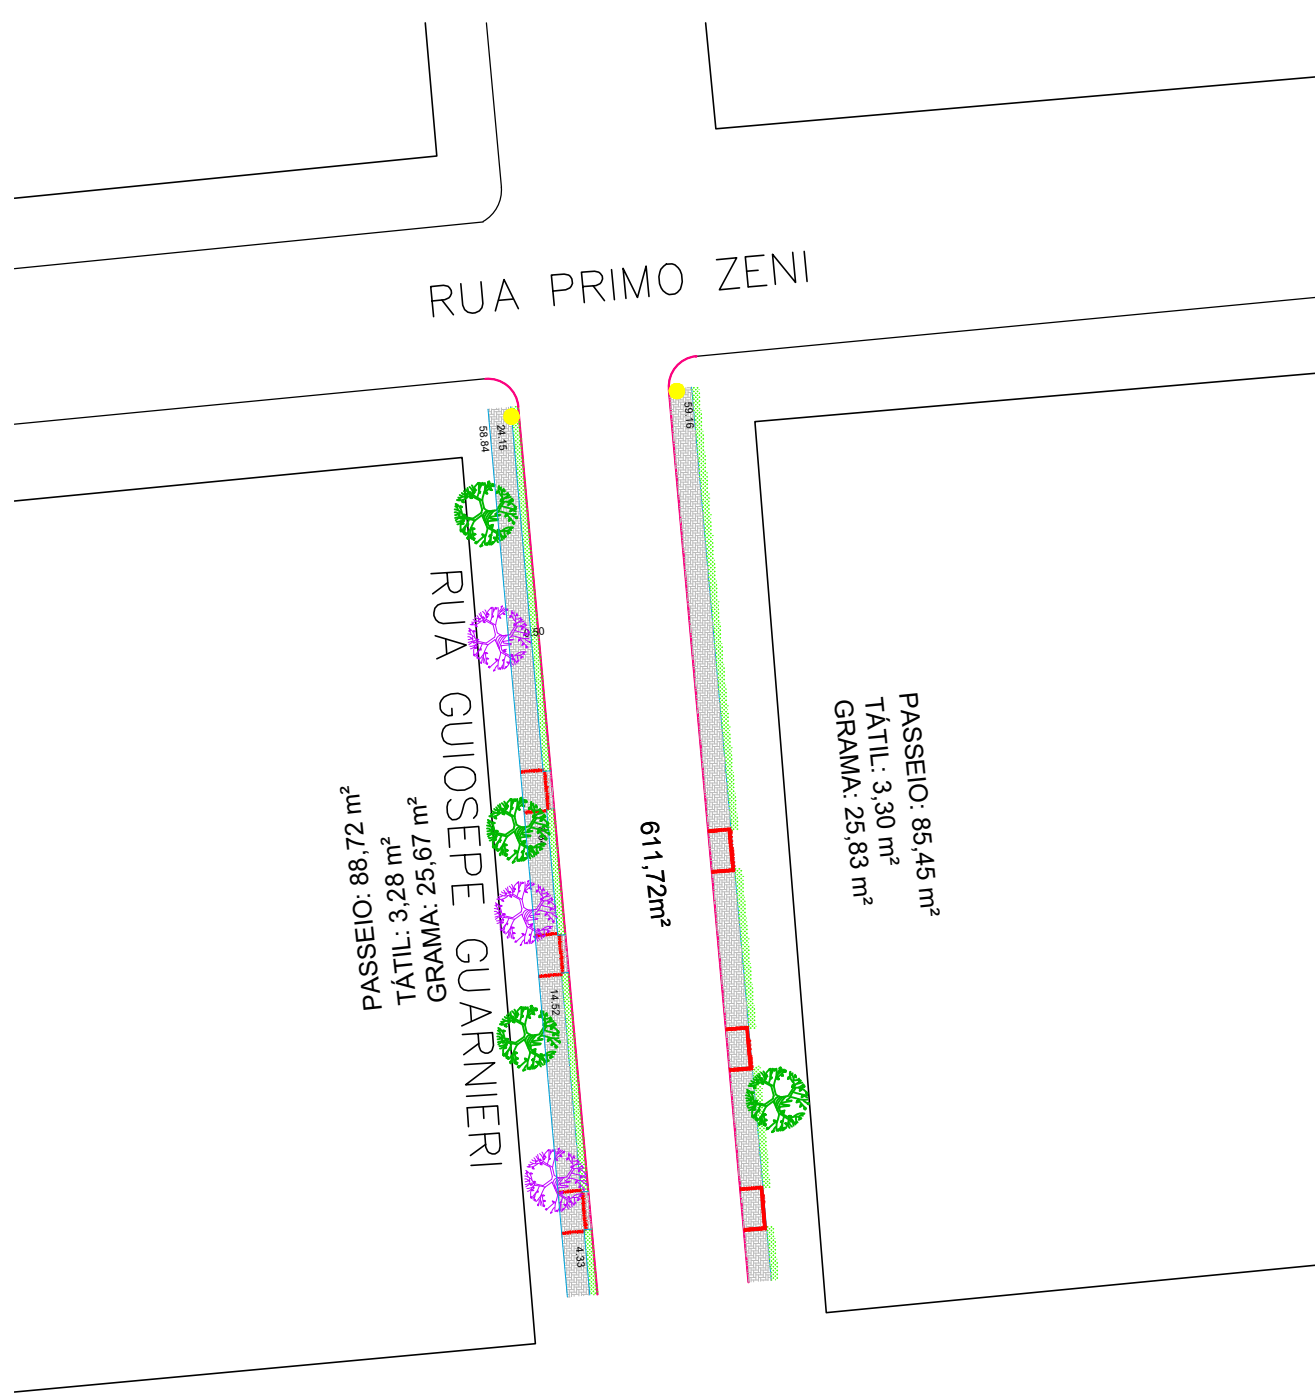 RUA PRIMO ZENI
59.16
24.15
58.84
RUA GUIOSEPE GUARNIERI
PASSEIO: 85,45 m²
TÁTIL: 3,30 m²
GRAMA: 25,83 m²
611,72m²
PASSEIO: 88,72 m²
TÁTIL: 3,28 m²
GRAMA: 25,67 m²
14.52
4.33